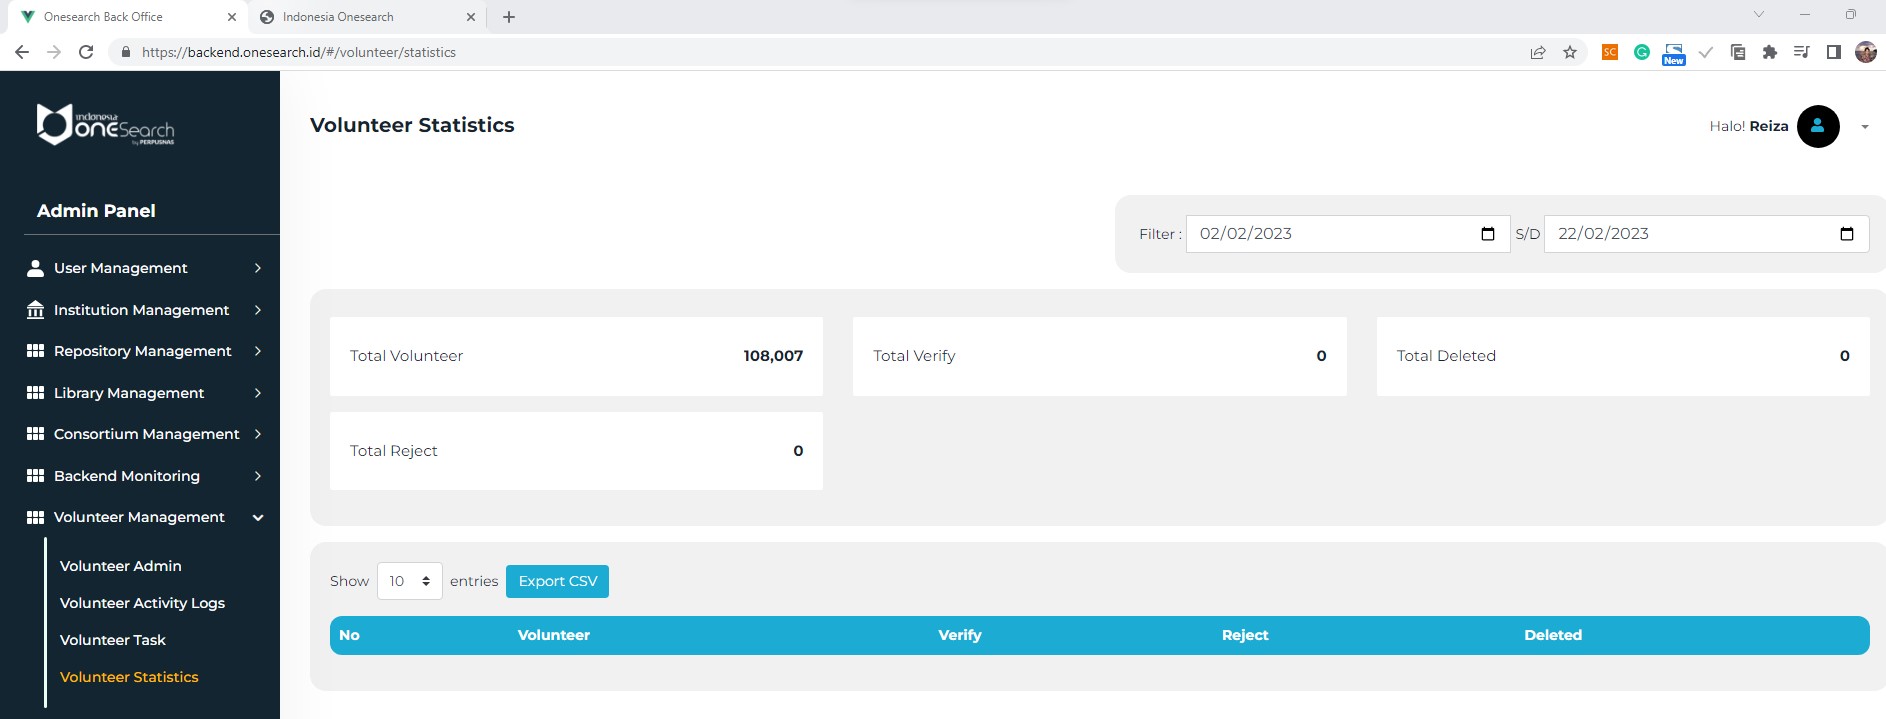 Onesearch Back Office
Indonesia Onesearch
https://backend.onesearch.id/#/volunteer/statistics
SC
New
indonesia
oneSearch
by PERPUSNAS
Volunteer Statistics
Halo! Reiza
Admin Panel
Filter : 02/02/2023 S/D 22/02/2023
User Management
Institution Management
Repository Management
Library Management
Consortium Management
Backend Monitoring
Volunteer Management
Volunteer Admin
Volunteer Activity Logs
Volunteer Task
Volunteer Statistics
Total Volunteer 108,007
Total Verify 0
Total Deleted 0
Total Reject 0
Show 10 entries Export CSV
No Volunteer Verify Reject Deleted